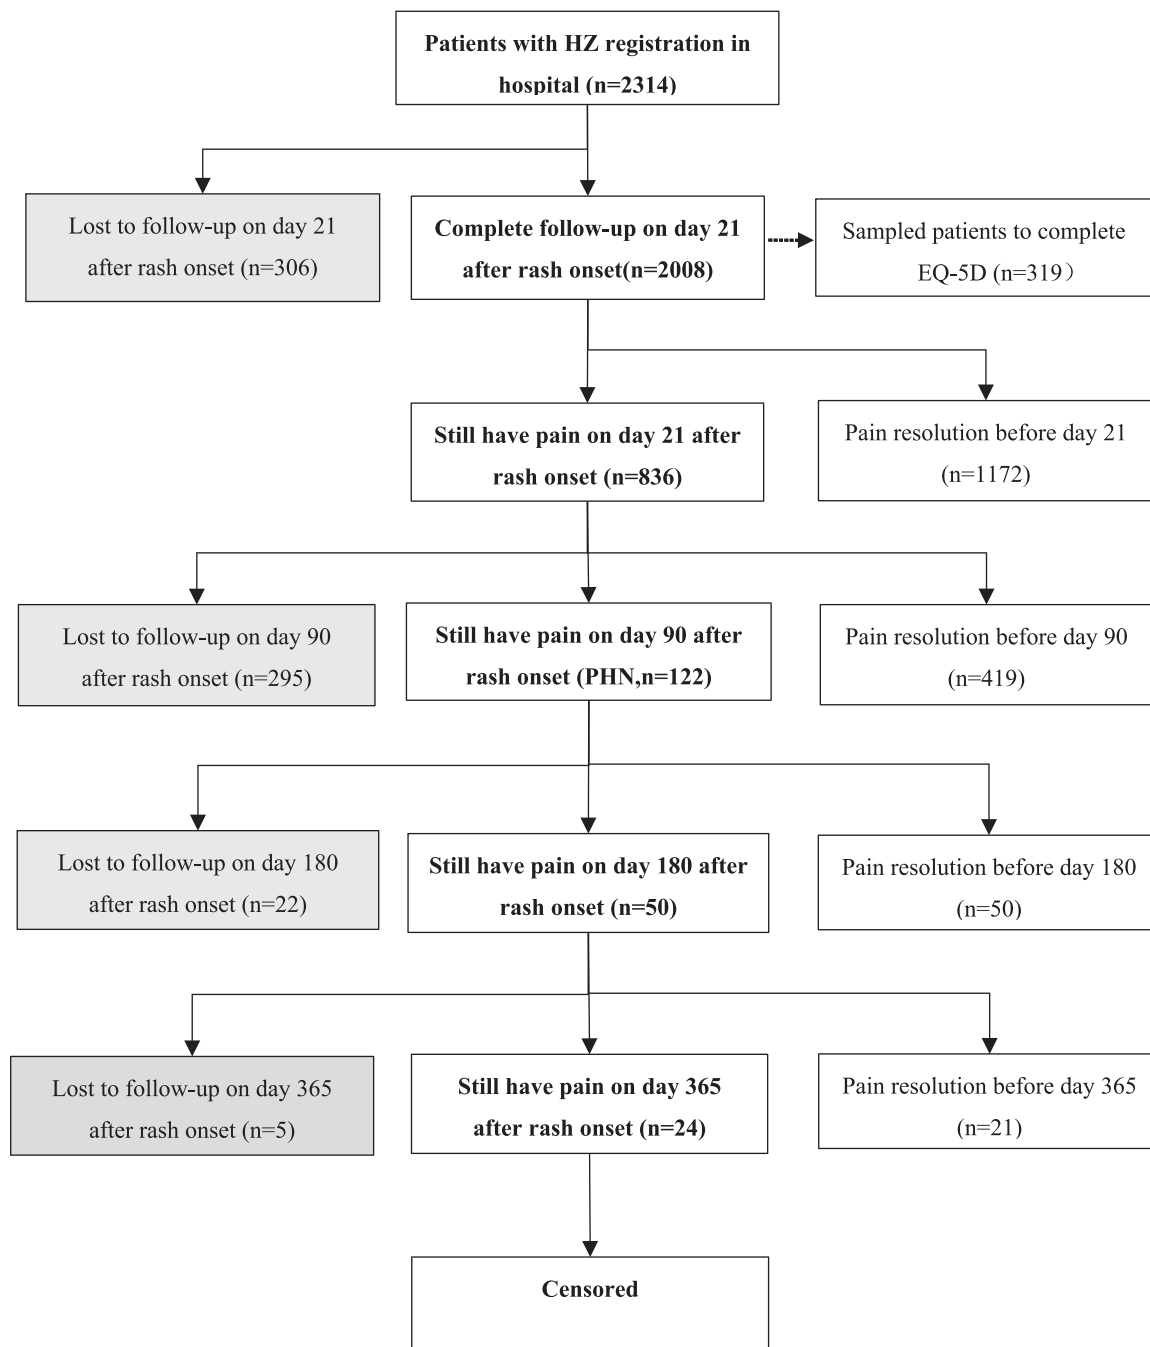 Patients with HZ registration in
hospital (n=2314)
Lost to follow-up on day 21
after rash onset (n=306)
Complete follow-up on day 21
after rash onset(n=2008)
Sampled patients to complete
EQ-5D (n=319）
Still have pain on day 21 after
rash onset (n=836)
Pain resolution before day 21
(n=1172)
Lost to follow-up on day 90
after rash onset (n=295)
Still have pain on day 90 after
rash onset (PHN,n=122)
Pain resolution before day 90
(n=419)
Lost to follow-up on day 180
after rash onset (n=22)
Still have pain on day 180 after
rash onset (n=50)
Pain resolution before day 180
(n=50)
Lost to follow-up on day 365
after rash onset (n=5)
Still have pain on day 365
after rash onset (n=24)
Pain resolution before day 365
(n=21)
Censored